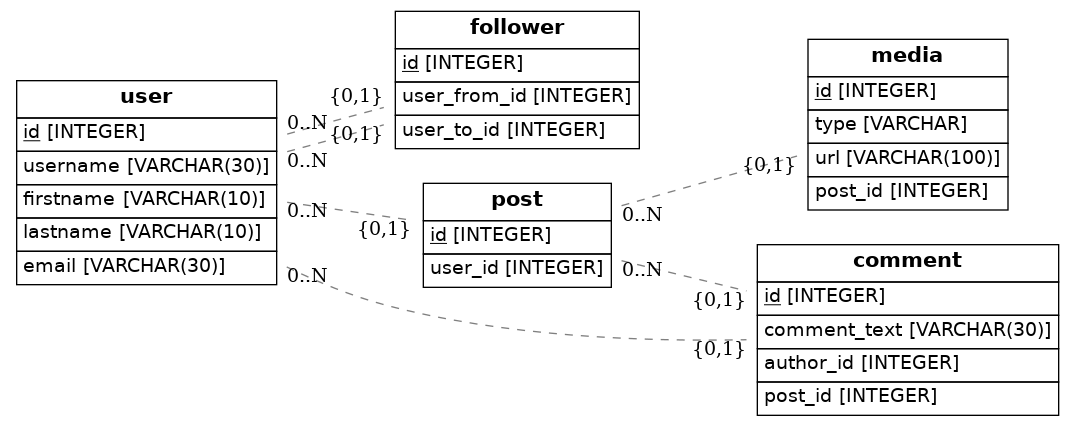 user
id [INTEGER]
username [VARCHAR(30)]
firstname [VARCHAR(10)]
lastname [VARCHAR(10)]
email [VARCHAR(30)]
follower
id [INTEGER]
user_from_id [INTEGER]
user_to_id [INTEGER]
post
id [INTEGER]
user_id [INTEGER]
media
id [INTEGER]
type [VARCHAR]
url [VARCHAR(100)]
post_id [INTEGER]
comment
id [INTEGER]
comment_text [VARCHAR(30)]
author_id [INTEGER]
post_id [INTEGER]
{0,1}
0..N
{0,1}
0..N
0..N
{0,1}
0..N
{0,1}
{0,1}
0..N
0..N
{0,1}